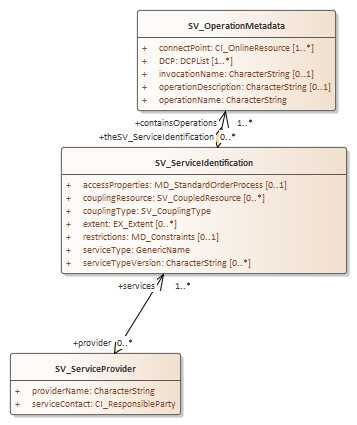 SV_OperationMetadata
+ connectPoint: CI_OnlineResource [1..*]
+ DCP: DCPList [1..*]
+ invocationName: CharacterString [0..1]
+ operationDescription: CharacterString [0..1]
+ operationName: CharacterString
+containsOperations 1..*
+theSV_ServiceIdentification 0..*
SV_ServiceIdentification
+ accessProperties: MD_StandardOrderProcess [0..1]
+ couplingResource: SV_CoupledResource [0..*]
+ couplingType: SV_CouplingType
+ extent: EX_Extent [0..*]
+ restrictions: MD_Constraints [0..1]
+ serviceType: GenericName
+ serviceTypeVersion: CharacterString [0..*]
+services 1..*
+provider 0..*
SV_ServiceProvider
+ providerName: CharacterString
+ serviceContact: CI_ResponsibleParty